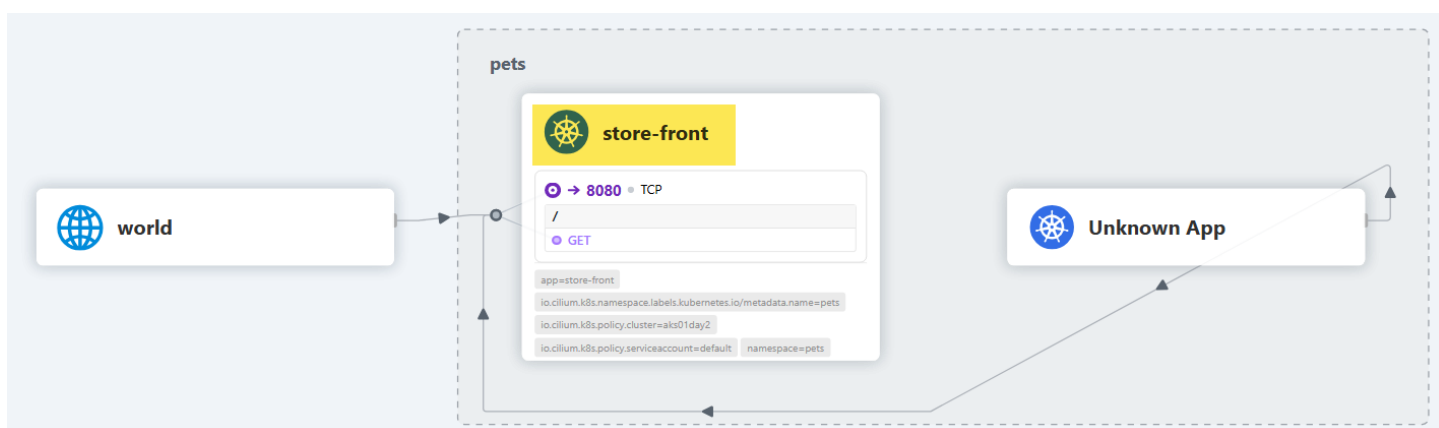 pets
store-front
→ 8080 • TCP
/
GET
app=store-front
io.cilium.k8s.namespace.labels.kubernetes.io/metadata.name=pets
io.cilium.k8s.policy.cluster=aks01day2
io.cilium.k8s.policy.serviceaccount=default namespace=pets
world
Unknown App